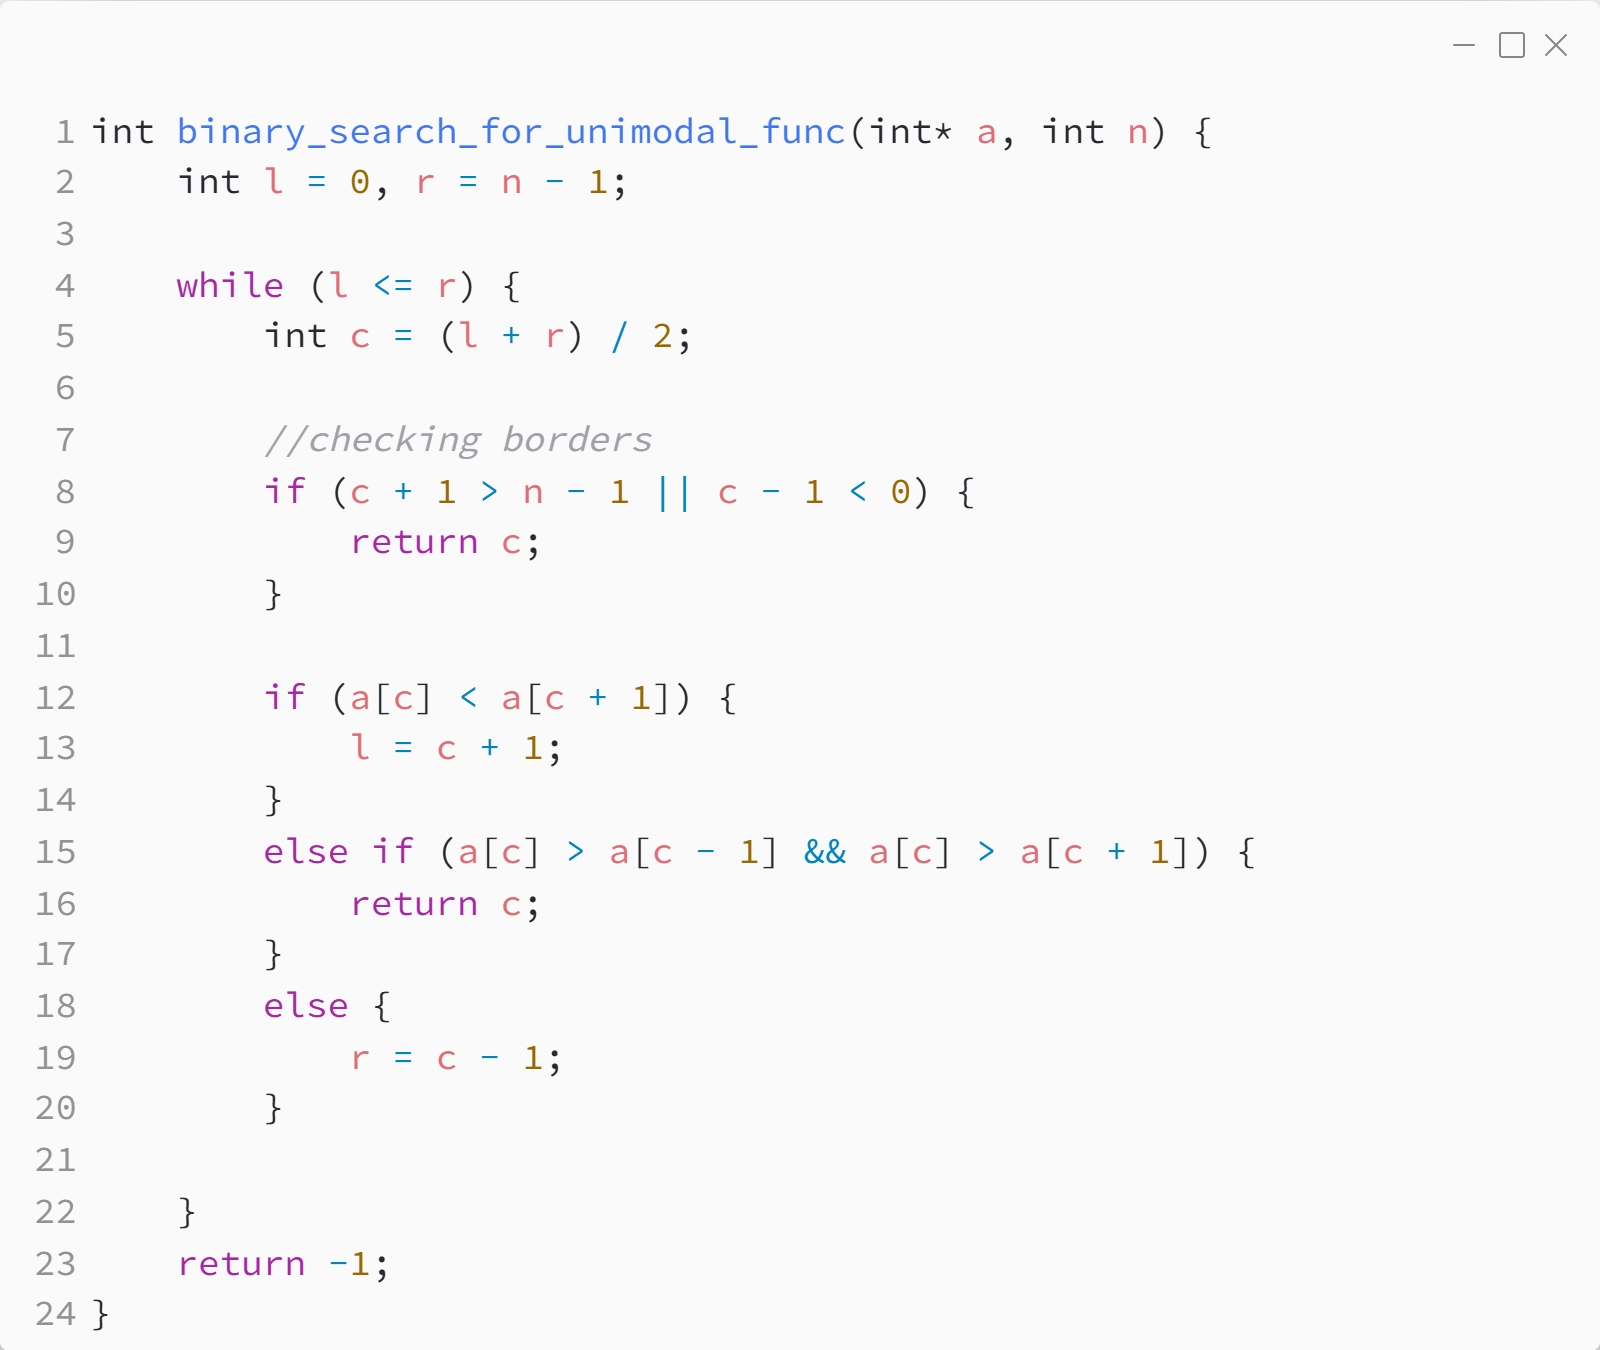 1 int binary_search_for_unimodal_func(int* a, int n) {
2     int l = 0, r = n - 1;
3
4     while (l <= r) {
5         int c = (l + r) / 2;
6
7         //checking borders
8         if (c + 1 > n - 1 || c - 1 < 0) {
9             return c;
10         }
11
12         if (a[c] < a[c + 1]) {
13             l = c + 1;
14         }
15         else if (a[c] > a[c - 1] && a[c] > a[c + 1]) {
16             return c;
17         }
18         else {
19             r = c - 1;
20         }
21
22     }
23     return -1;
24 }